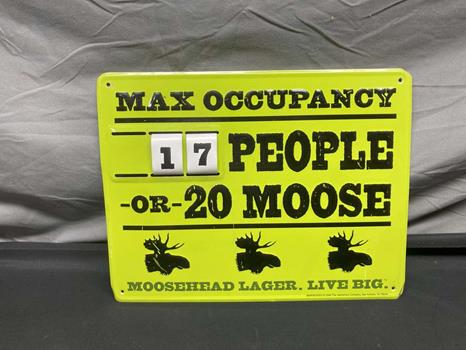 MAX OCCUPANCY
17 PEOPLE
-OR- 20 MOOSE
MOOSEHEAD LAGER. LIVE BIG.